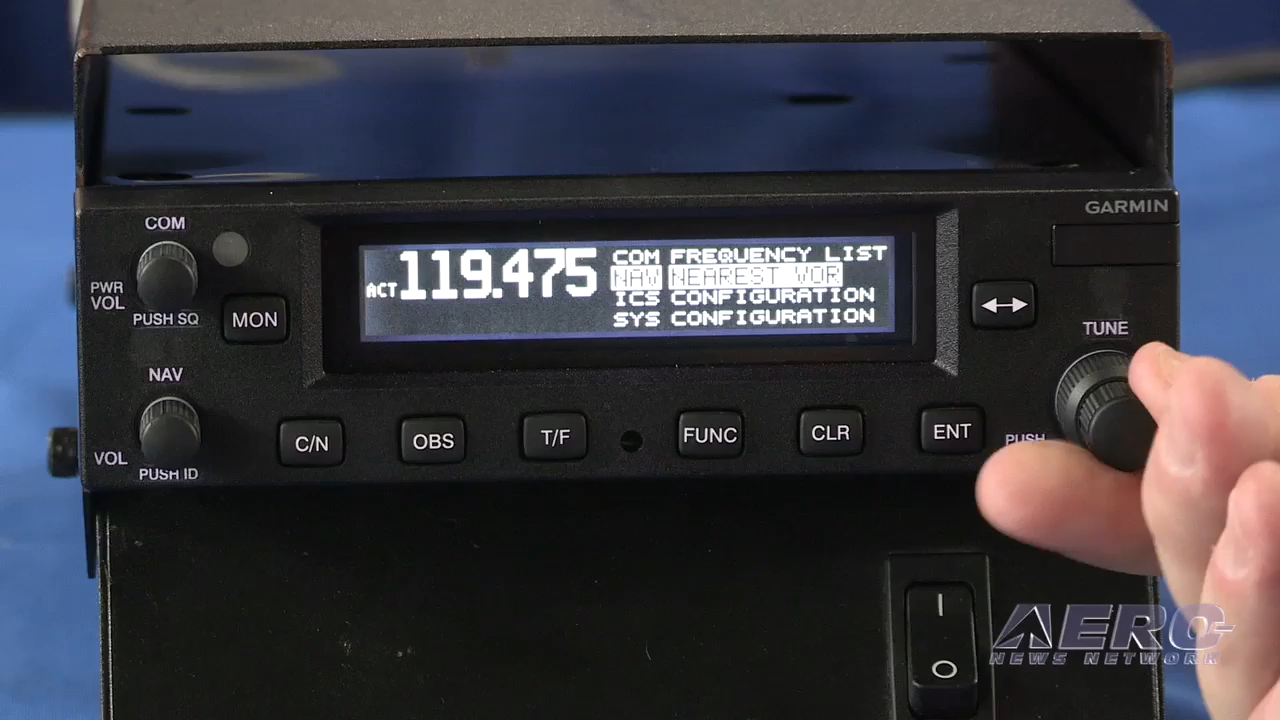 GARMIN
COM
PWR
VOL
PUSH SQ
MON
ACT 119.475
COM FREQUENCY LIST
NAV NEAREST VOR
ICS CONFIGURATION
SYS CONFIGURATION
TUNE
NAV
VOL
PUSH ID
C/N
OBS
T/F
FUNC
CLR
ENT
PUSH
AERO
NEWS NETWORK